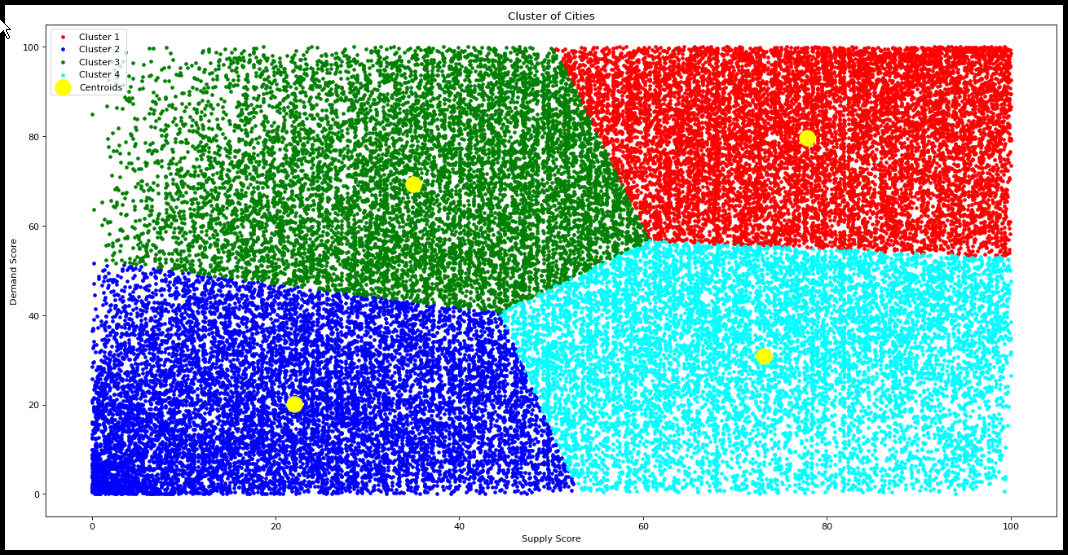 Cluster of Cities
Cluster 1
Cluster 2
Cluster 3
Cluster 4
Centroids
Demand Score
100
80
60
40
20
0
0 20 40 60 80 100
Supply Score